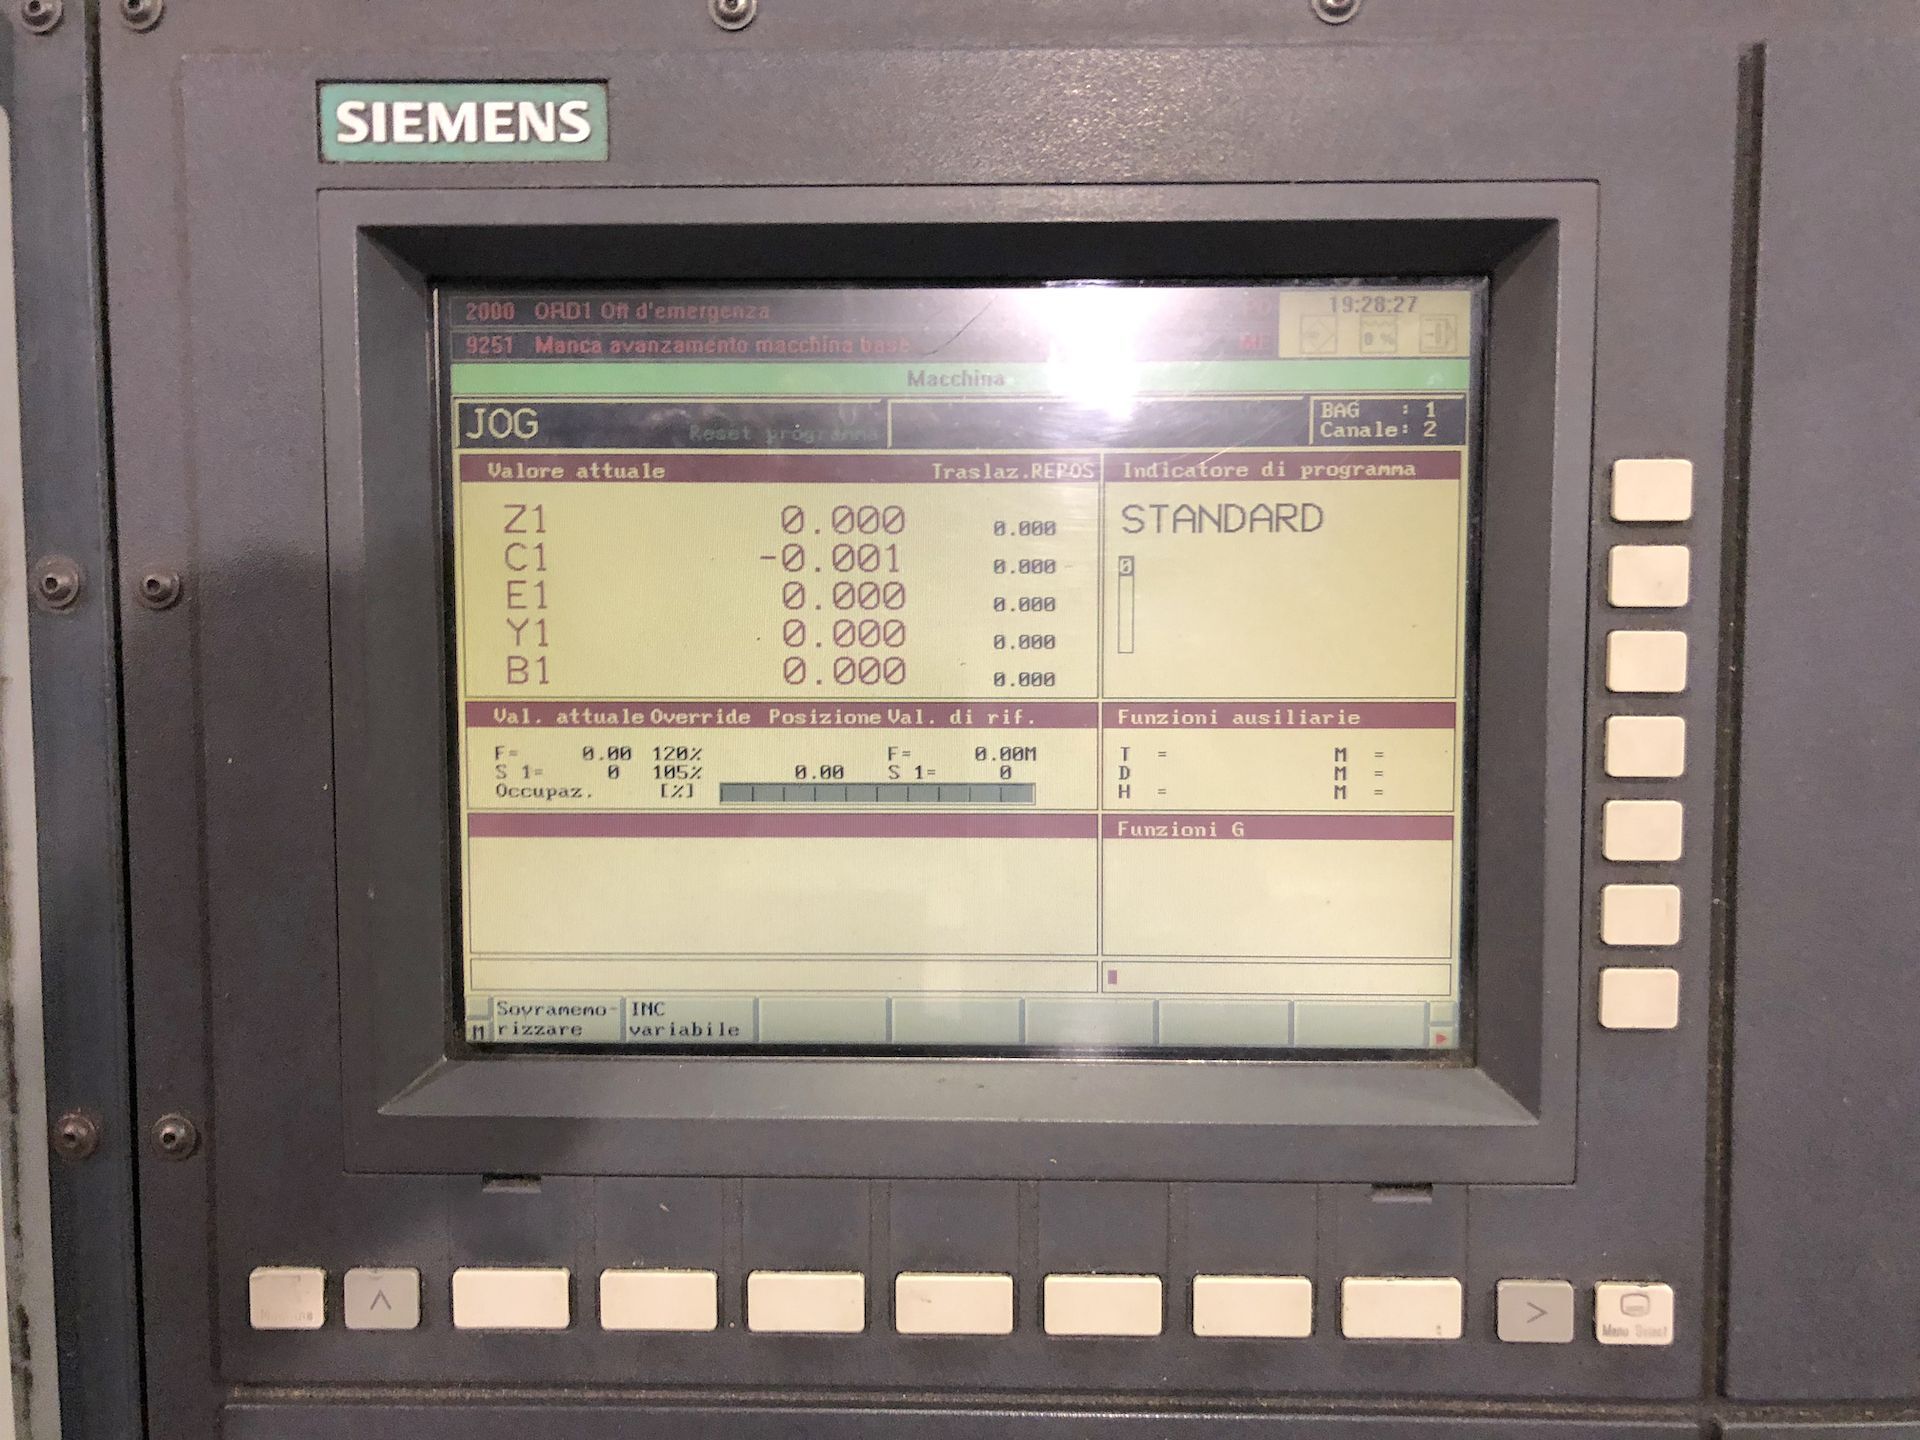 SIEMENS
2000 ORD1 Off d'emergenza
19:28:27
9251 Manca avanzamento macchina base
0 %
Macchina
JOG
Reset programma
BAG : 1
Canale: 2
Valore attuale Traslaz.REPOS
Indicatore di programma
Z1 0.000 0.000
C1 -0.001 0.000
E1 0.000 0.000
Y1 0.000 0.000
B1 0.000 0.000
STANDARD
0
Val. attuale Override Posizione Val. di rif.
F= 0.00 120% F= 0.00M
S 1= 0 105% 0.00 S 1= 0
Occupaz. [%]
Funzioni ausiliarie
T = M =
D M =
H = M =
Funzioni G
M
Sovramemo-
rizzare
INC
variabile
^
>
Menu Select